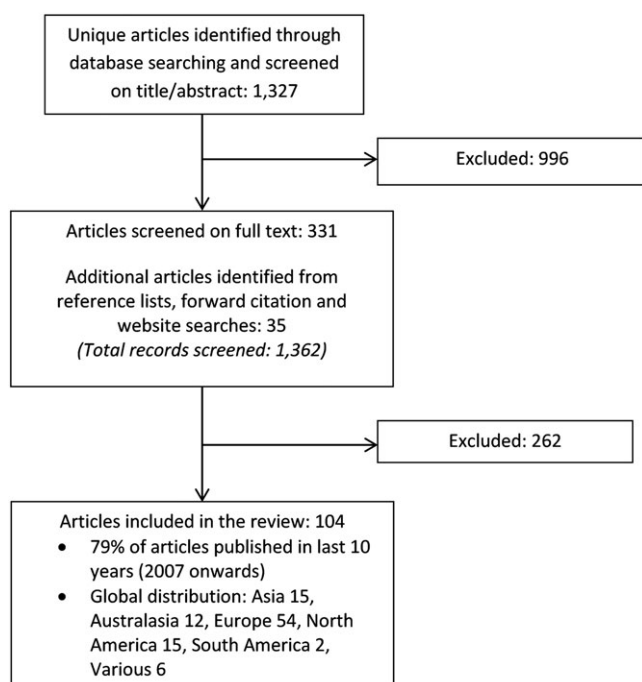 Unique articles identified through
database searching and screened
on title/abstract: 1,327
Excluded: 996
Articles screened on full text: 331
Additional articles identified from
reference lists, forward citation and
website searches: 35
(Total records screened: 1,362)
Excluded: 262
Articles included in the review: 104
• 79% of articles published in last 10
years (2007 onwards)
• Global distribution: Asia 15,
Australasia 12, Europe 54, North
America 15, South America 2,
Various 6